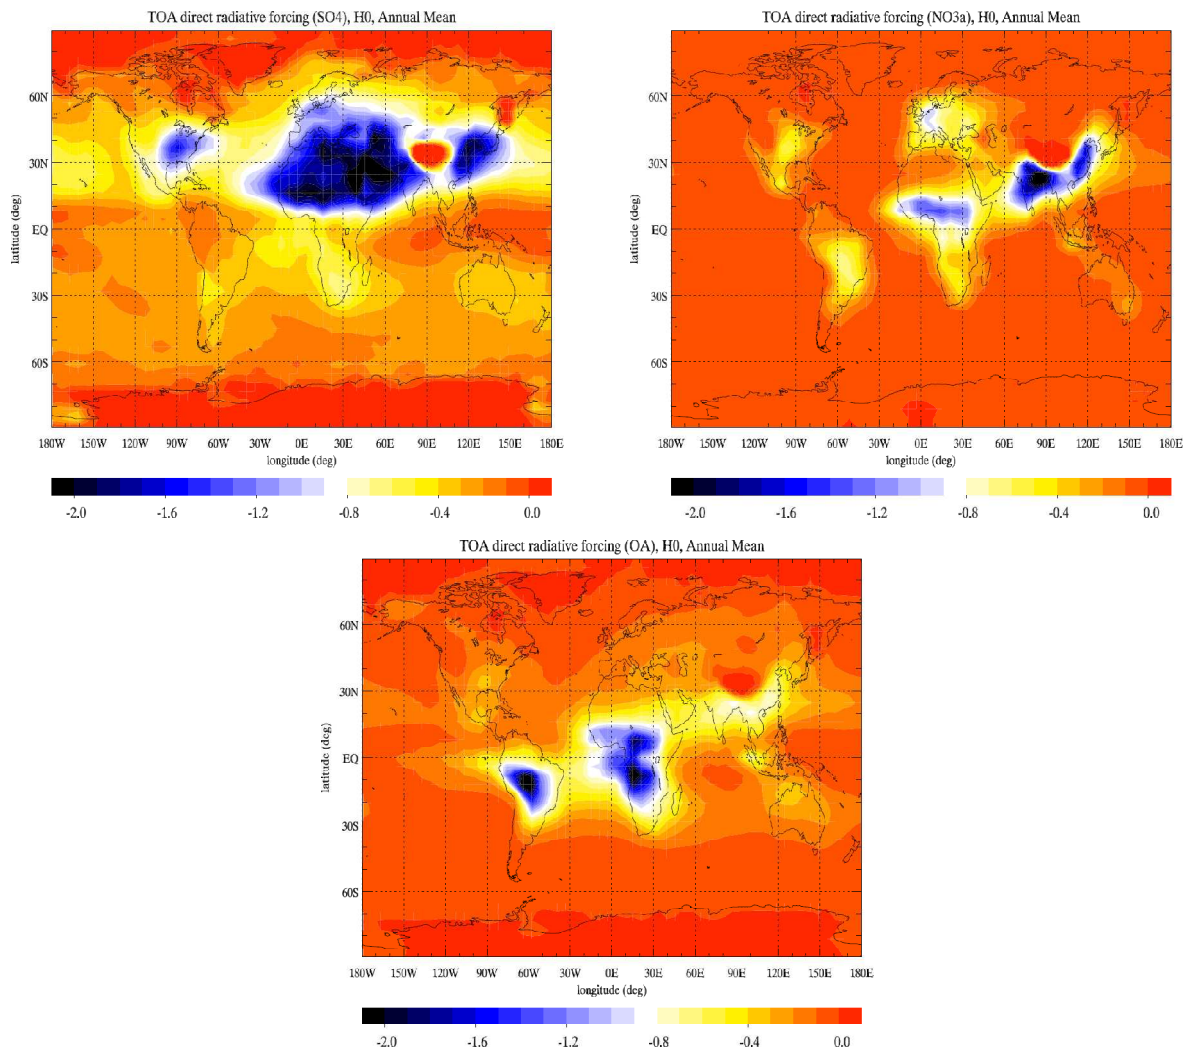 TOA direct radiative forcing (SO4), H0, Annual Mean
60N
30N
EQ
30S
60S
latitude (deg)
180W 150W 120W 90W 60W 30W 0E 30E 60E 90E 120E 150E 180E
longitude (deg)
-2.0 -1.6 -1.2 -0.8 -0.4 0.0
TOA direct radiative forcing (NO3a), H0, Annual Mean
60N
30N
EQ
30S
60S
latitude (deg)
180W 150W 120W 90W 60W 30W 0E 30E 60E 90E 120E 150E 180E
longitude (deg)
-2.0 -1.6 -1.2 -0.8 -0.4 0.0
TOA direct radiative forcing (OA), H0, Annual Mean
60N
30N
EQ
30S
60S
latitude (deg)
180W 150W 120W 90W 60W 30W 0E 30E 60E 90E 120E 150E 180E
longitude (deg)
-2.0 -1.6 -1.2 -0.8 -0.4 0.0